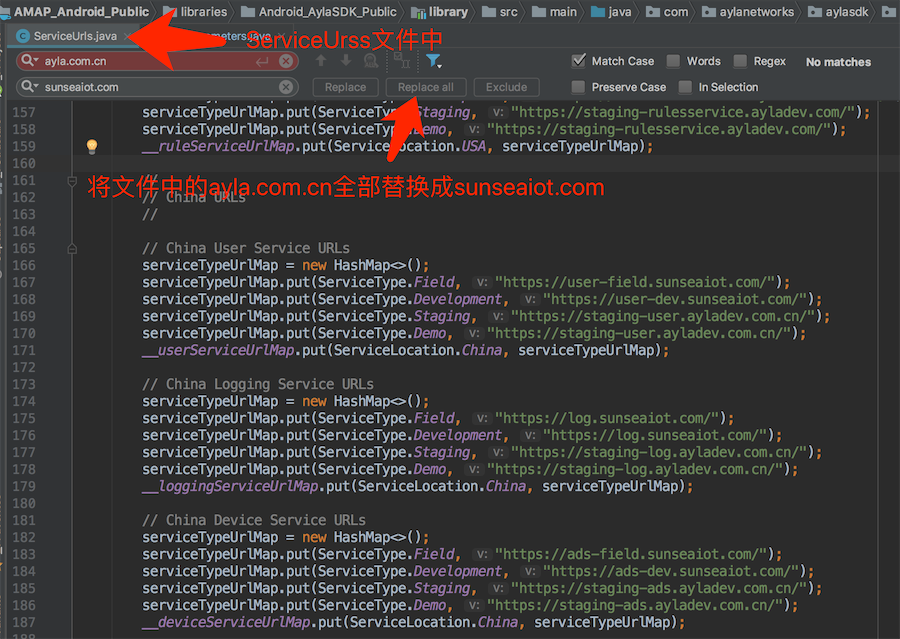 AMAP_Android_Public libraries Android_AylaSDK_Public library src main java com aylanetworks aylasdk
ServiceUrls.java ameters.java
ServiceUrss文件中
ayla.com.cn Match Case Words Regex No matches
sunseaiot.com Replace Replace all Exclude Preserve Case In Selection
157 serviceTypeUrlMap.put(ServiceType.Staging, v: "https://staging-rulesservice.ayladev.com/");
158 serviceTypeUrlMap.put(ServiceType.Demo, v: "https://staging-rulesservice.ayladev.com/");
159 __ruleServiceUrlMap.put(ServiceLocation.USA, serviceTypeUrlMap);
160
161 //
将文件中的ayla.com.cn全部替换成sunseaiot.com
162 // China URLs
163 //
164
165 // China User Service URLs
166 serviceTypeUrlMap = new HashMap<>();
167 serviceTypeUrlMap.put(ServiceType.Field, v: "https://user-field.sunseaiot.com/");
168 serviceTypeUrlMap.put(ServiceType.Development, v: "https://user-dev.sunseaiot.com/");
169 serviceTypeUrlMap.put(ServiceType.Staging, v: "https://staging-user.ayladev.com.cn/");
170 serviceTypeUrlMap.put(ServiceType.Demo, v: "https://staging-user.ayladev.com.cn/");
171 __userServiceUrlMap.put(ServiceLocation.China, serviceTypeUrlMap);
172
173 // China Logging Service URLs
174 serviceTypeUrlMap = new HashMap<>();
175 serviceTypeUrlMap.put(ServiceType.Field, v: "https://log.sunseaiot.com/");
176 serviceTypeUrlMap.put(ServiceType.Development, v: "https://log.sunseaiot.com/");
177 serviceTypeUrlMap.put(ServiceType.Staging, v: "https://staging-log.ayladev.com.cn/");
178 serviceTypeUrlMap.put(ServiceType.Demo, v: "https://staging-log.ayladev.com.cn/");
179 __loggingServiceUrlMap.put(ServiceLocation.China, serviceTypeUrlMap);
180
181 // China Device Service URLs
182 serviceTypeUrlMap = new HashMap<>();
183 serviceTypeUrlMap.put(ServiceType.Field, v: "https://ads-field.sunseaiot.com/");
184 serviceTypeUrlMap.put(ServiceType.Development, v: "https://ads-dev.sunseaiot.com/");
185 serviceTypeUrlMap.put(ServiceType.Staging, v: "https://staging-ads.ayladev.com.cn/");
186 serviceTypeUrlMap.put(ServiceType.Demo, v: "https://staging-ads.ayladev.com.cn/");
187 __deviceServiceUrlMap.put(ServiceLocation.China, serviceTypeUrlMap);